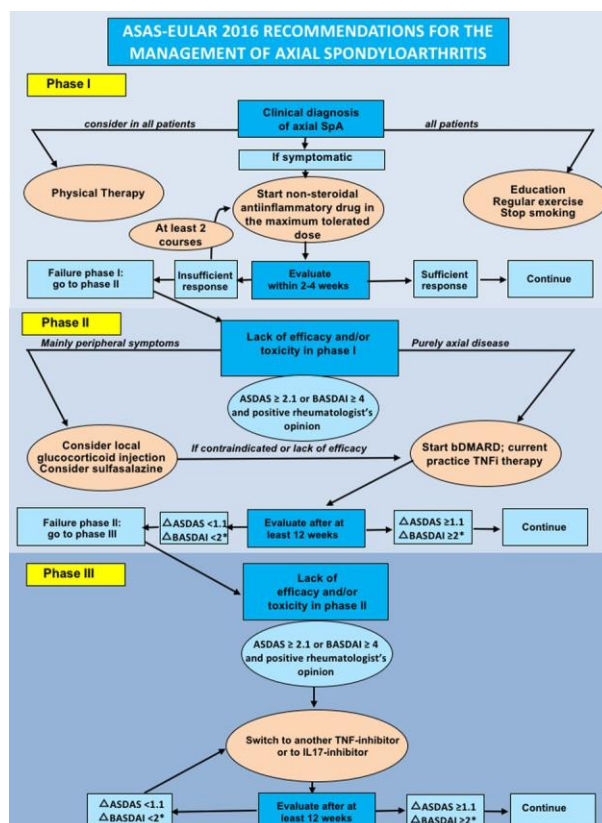 ASAS-EULAR 2016 RECOMMENDATIONS FOR THE
MANAGEMENT OF AXIAL SPONDYLOARTHRITIS
Phase I
consider in all patients
Clinical diagnosis
of axial SpA
all patients
If symptomatic
Physical Therapy
Start non-steroidal
antiinflammatory drug in
the maximum tolerated
dose
Education
Regular exercise
Stop smoking
At least 2
courses
Failure phase I:
go to phase II
Insufficient
response
Evaluate
within 2-4 weeks
Sufficient
response
Continue
Phase II
Mainly peripheral symptoms
Lack of efficacy and/or
toxicity in phase I
Purely axial disease
ASDAS ≥ 2.1 or BASDAI ≥ 4
and positive rheumatologist's
opinion
Consider local
glucocorticoid injection
Consider sulfasalazine
If contraindicated or lack of efficacy
Start bDMARD; current
practice TNFi therapy
Failure phase II:
go to phase III
△ASDAS <1.1
△BASDAI <2*
Evaluate after at
least 12 weeks
△ASDAS ≥1.1
△BASDAI ≥2*
Continue
Phase III
Lack of
efficacy and/or
toxicity in phase II
ASDAS ≥ 2.1 or BASDAI ≥ 4
and positive rheumatologist's
opinion
Switch to another TNF-inhibitor
or to IL17-inhibitor
△ASDAS <1.1
△BASDAI <2*
Evaluate after at
least 12 weeks
△ASDAS ≥1.1
△BASDAI ≥2*
Continue